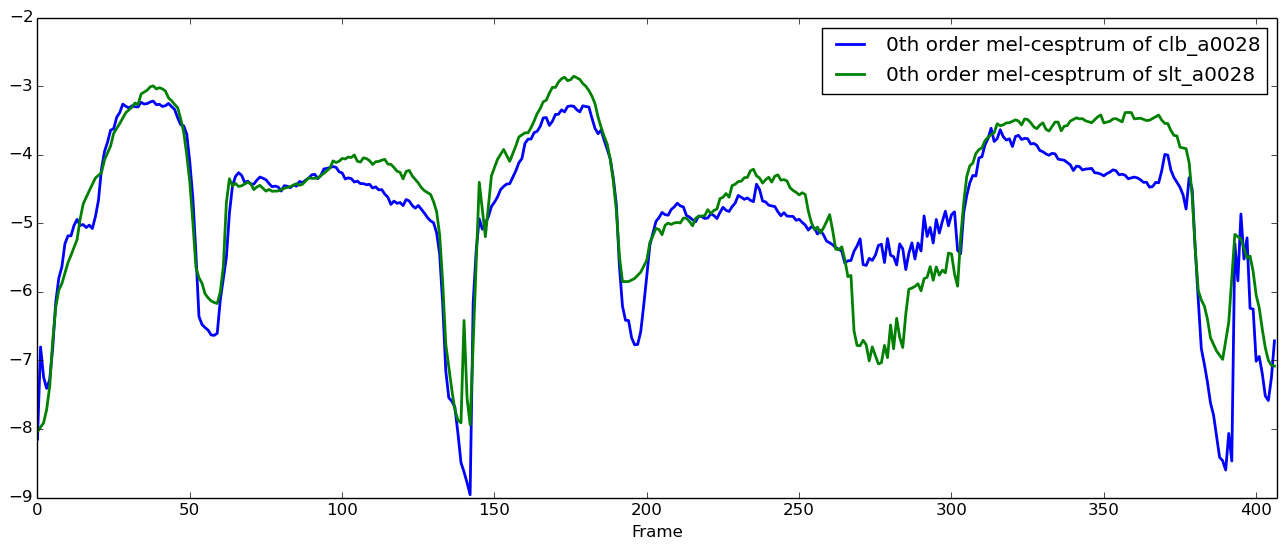 −2
−3
−4
−5
−6
−7
−8
−9
0th order mel-cesptrum of clb_a0028
0th order mel-cesptrum of slt_a0028
0 50 100 150 200 250 300 350 400
Frame